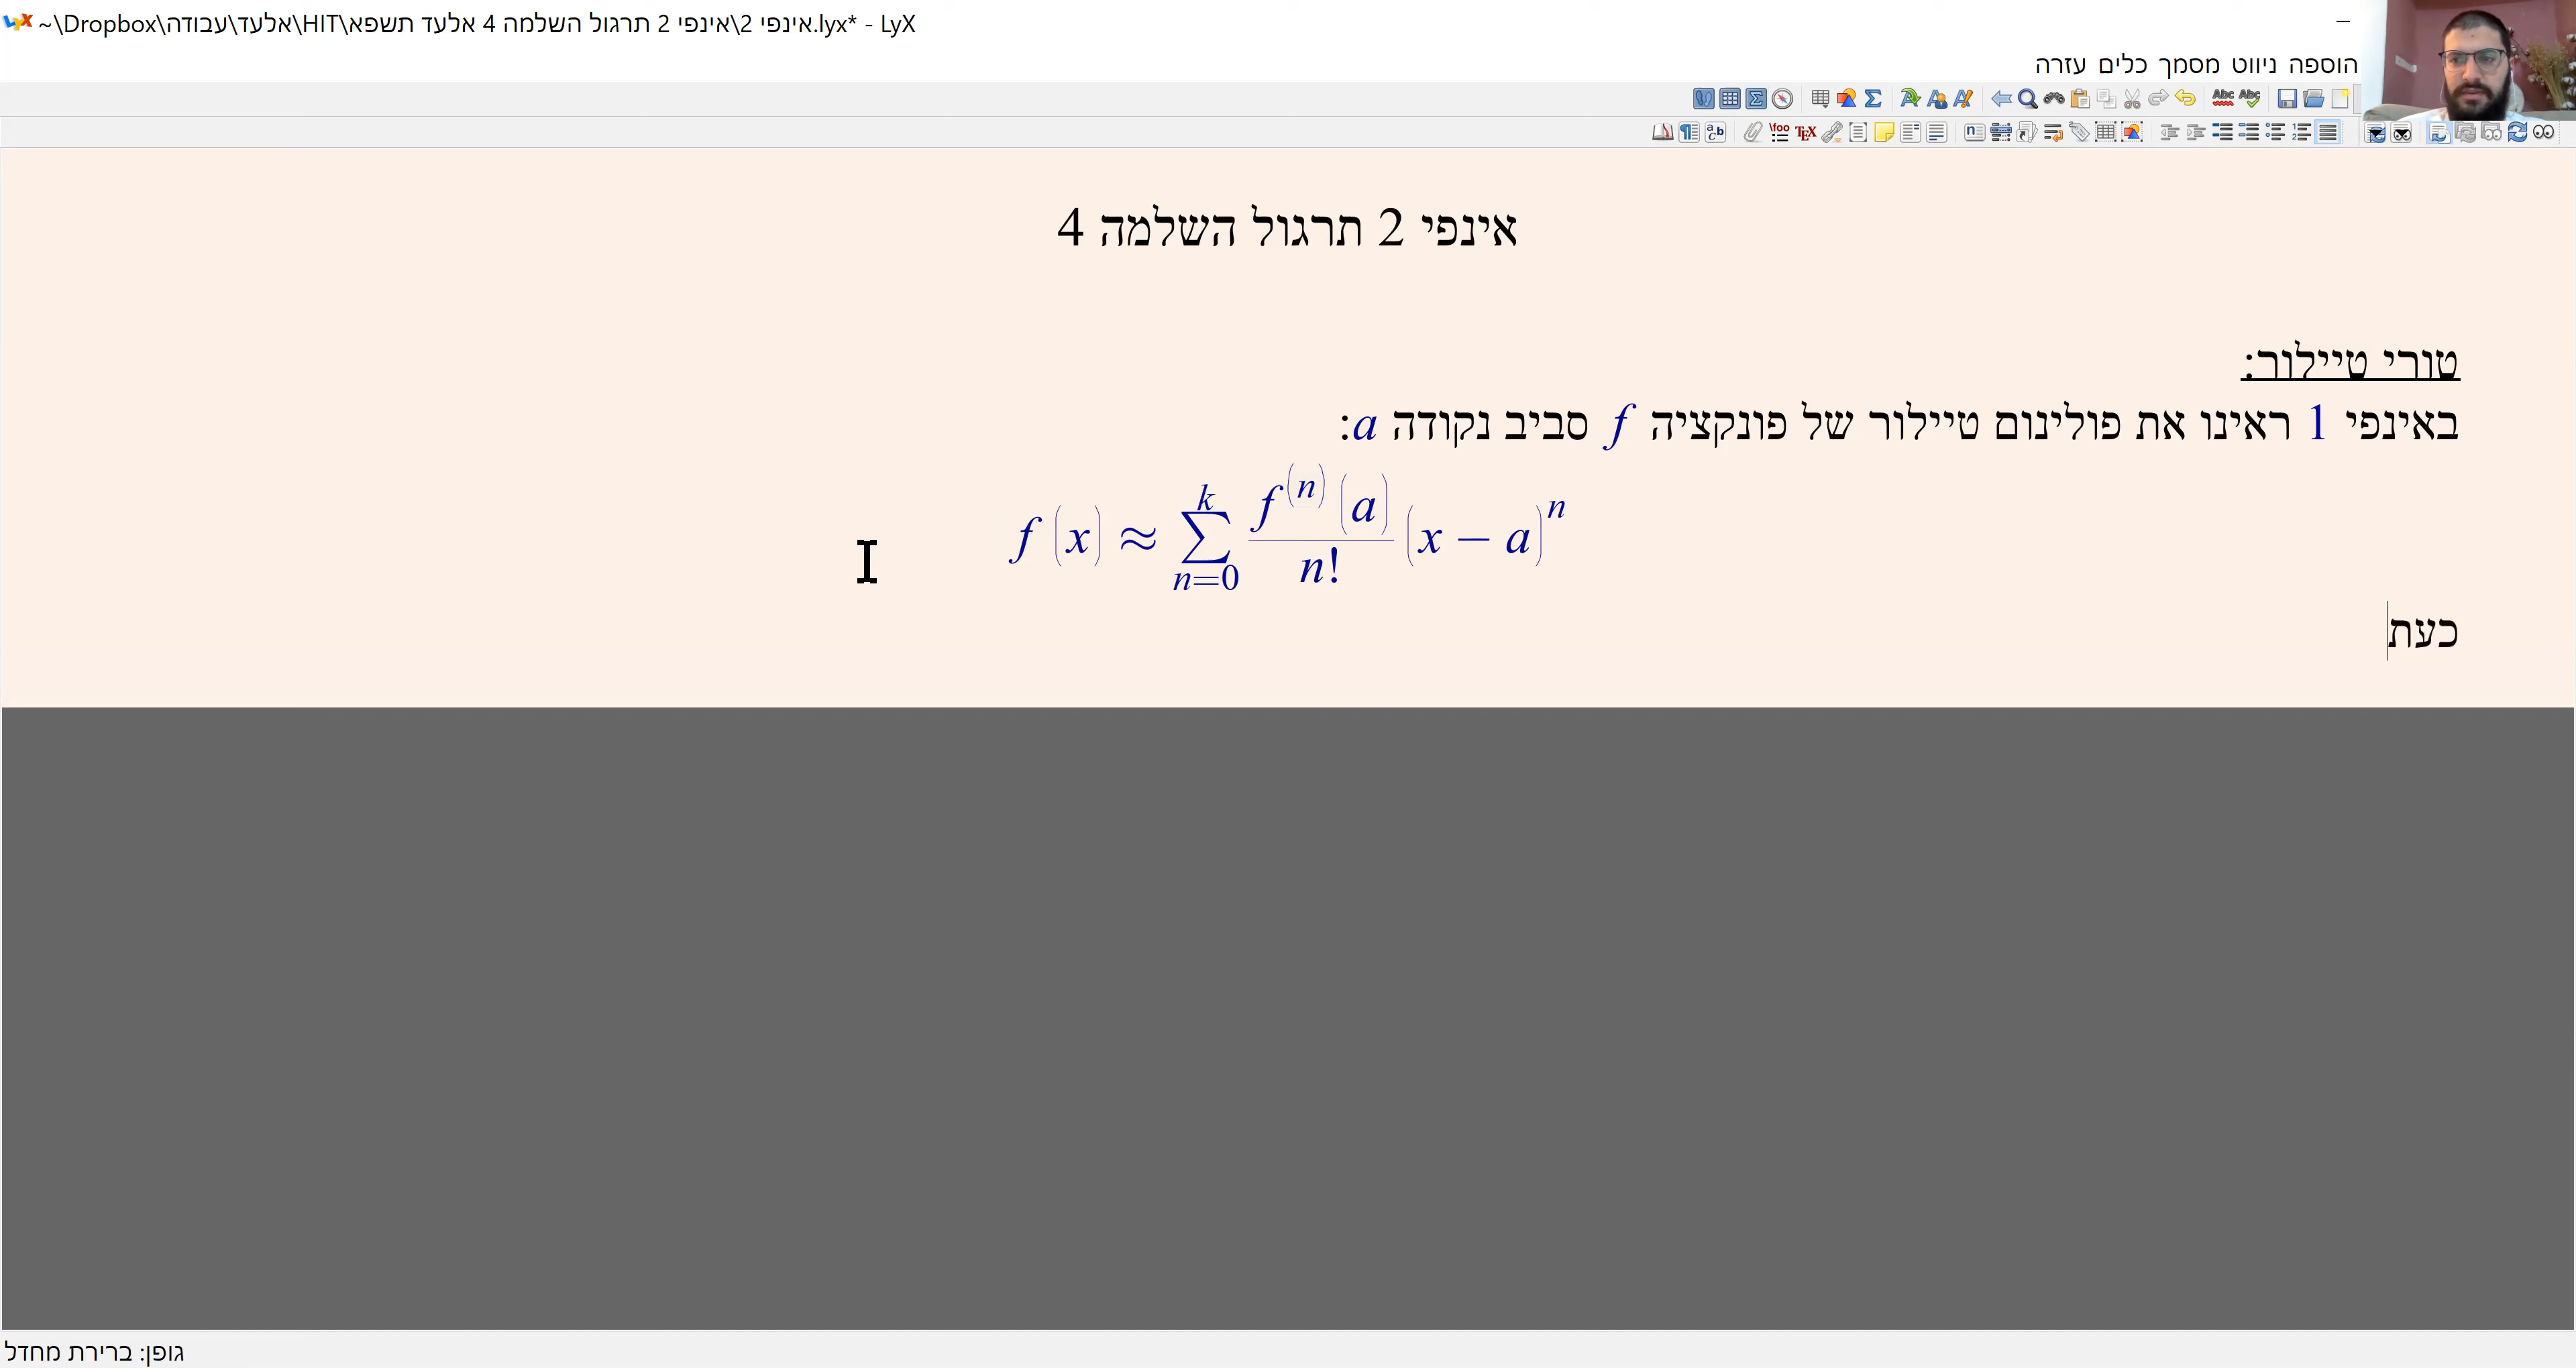 ~\Dropbox\אלעד\עבודה\HIT\אינפי 2\אינפי 2 תרגול השלמה 4 אלעד תשפא.lyx* - LyX
הוספה ניווט מסמך כלים עזרה
אינפי 2 תרגול השלמה 4
טורי טיילור:
באינפי 1 ראינו את פולינום טיילור של פונקציה f סביב נקודה a:
f(x) ≈ \sum_{n=0}^{k} \frac{f^{(n)}(a)}{n!} (x − a)^n
כעת
גופן: ברירת מחדל